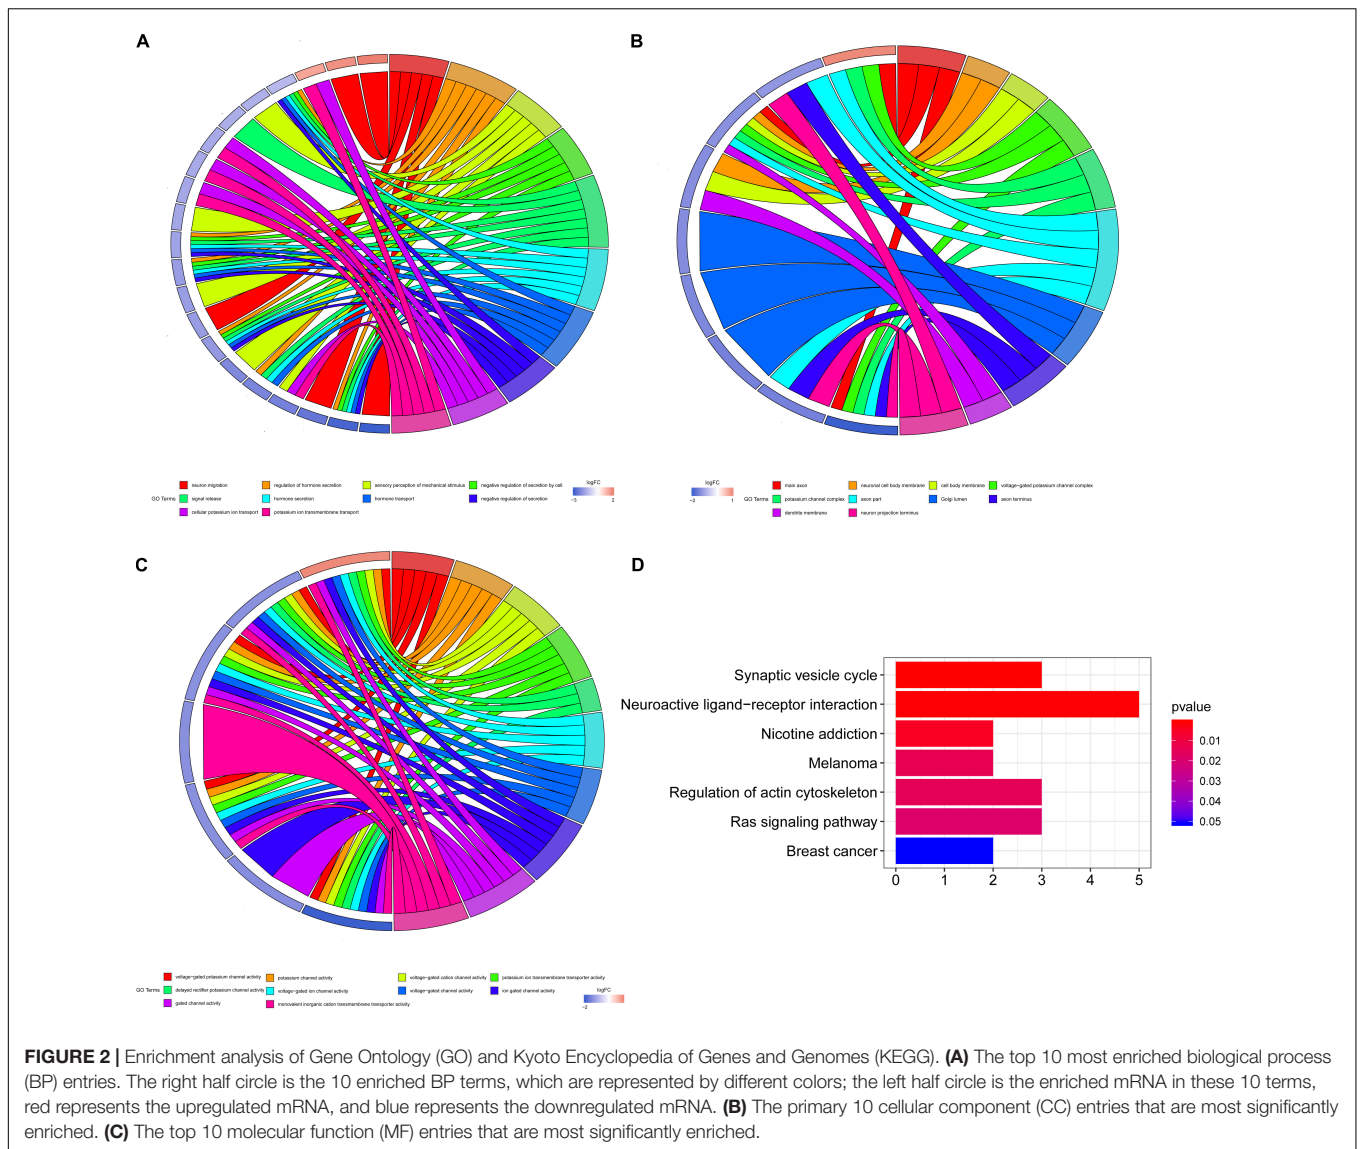 A
B
GO Terms
neuron migration
regulation of hormone secretion
sensory perception of mechanical stimulus
negative regulation of secretion by cell
signal release
hormone secretion
hormone transport
negative regulation of secretion
cellular potassium ion transport
potassium ion transmembrane transport
logFC
−3 2
GO Terms
main axon
neuronal cell body membrane
cell body membrane
voltage−gated potassium channel complex
potassium channel complex
axon part
Golgi lumen
axon terminus
dendrite membrane
neuron projection terminus
logFC
−2 1
C
D
GO Terms
voltage−gated potassium channel activity
potassium channel activity
voltage−gated cation channel activity
potassium ion transmembrane transporter activity
delayed rectifier potassium channel activity
voltage−gated ion channel activity
voltage−gated channel activity
ion gated channel activity
gated channel activity
monovalent inorganic cation transmembrane transporter activity
logFC
−2
Synaptic vesicle cycle
Neuroactive ligand−receptor interaction
Nicotine addiction
Melanoma
Regulation of actin cytoskeleton
Ras signaling pathway
Breast cancer
0 1 2 3 4 5
pvalue
0.01
0.02
0.03
0.04
0.05
FIGURE 2 | Enrichment analysis of Gene Ontology (GO) and Kyoto Encyclopedia of Genes and Genomes (KEGG). (A) The top 10 most enriched biological process
(BP) entries. The right half circle is the 10 enriched BP terms, which are represented by different colors; the left half circle is the enriched mRNA in these 10 terms,
red represents the upregulated mRNA, and blue represents the downregulated mRNA. (B) The primary 10 cellular component (CC) entries that are most significantly
enriched. (C) The top 10 molecular function (MF) entries that are most significantly enriched.